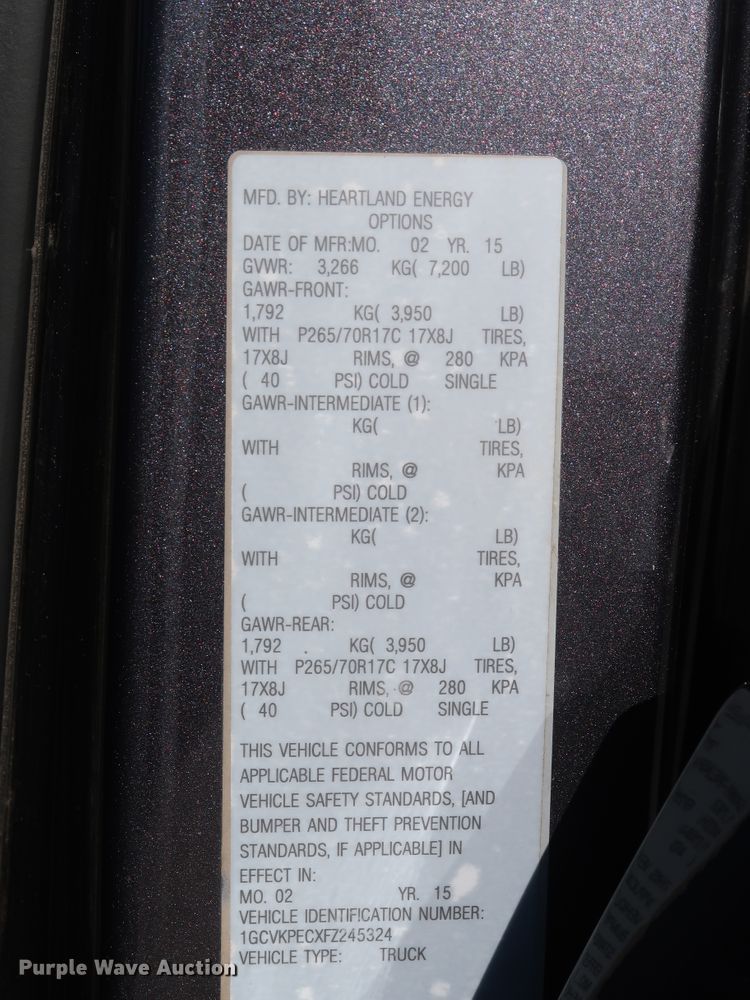 MFD. BY: HEARTLAND ENERGY
OPTIONS
DATE OF MFR:MO. 02 YR. 15
GVWR: 3,266 KG( 7,200 LB)
GAWR-FRONT:
1,792 KG( 3,950 LB)
WITH P265/70R17C 17X8J TIRES,
17X8J RIMS, @ 280 KPA
( 40 PSI) COLD SINGLE
GAWR-INTERMEDIATE (1):
KG( LB)
WITH TIRES,
RIMS, @ KPA
( PSI) COLD
GAWR-INTERMEDIATE (2):
KG( LB)
WITH TIRES,
RIMS, @ KPA
( PSI) COLD
GAWR-REAR:
1,792 KG( 3,950 LB)
WITH P265/70R17C 17X8J TIRES,
17X8J RIMS, @ 280 KPA
( 40 PSI) COLD SINGLE
THIS VEHICLE CONFORMS TO ALL
APPLICABLE FEDERAL MOTOR
VEHICLE SAFETY STANDARDS, [AND
BUMPER AND THEFT PREVENTION
STANDARDS, IF APPLICABLE] IN
EFFECT IN:
MO. 02 YR. 15
VEHICLE IDENTIFICATION NUMBER:
1GCVKPECXFZ245324
VEHICLE TYPE: TRUCK
Purple Wave Auction